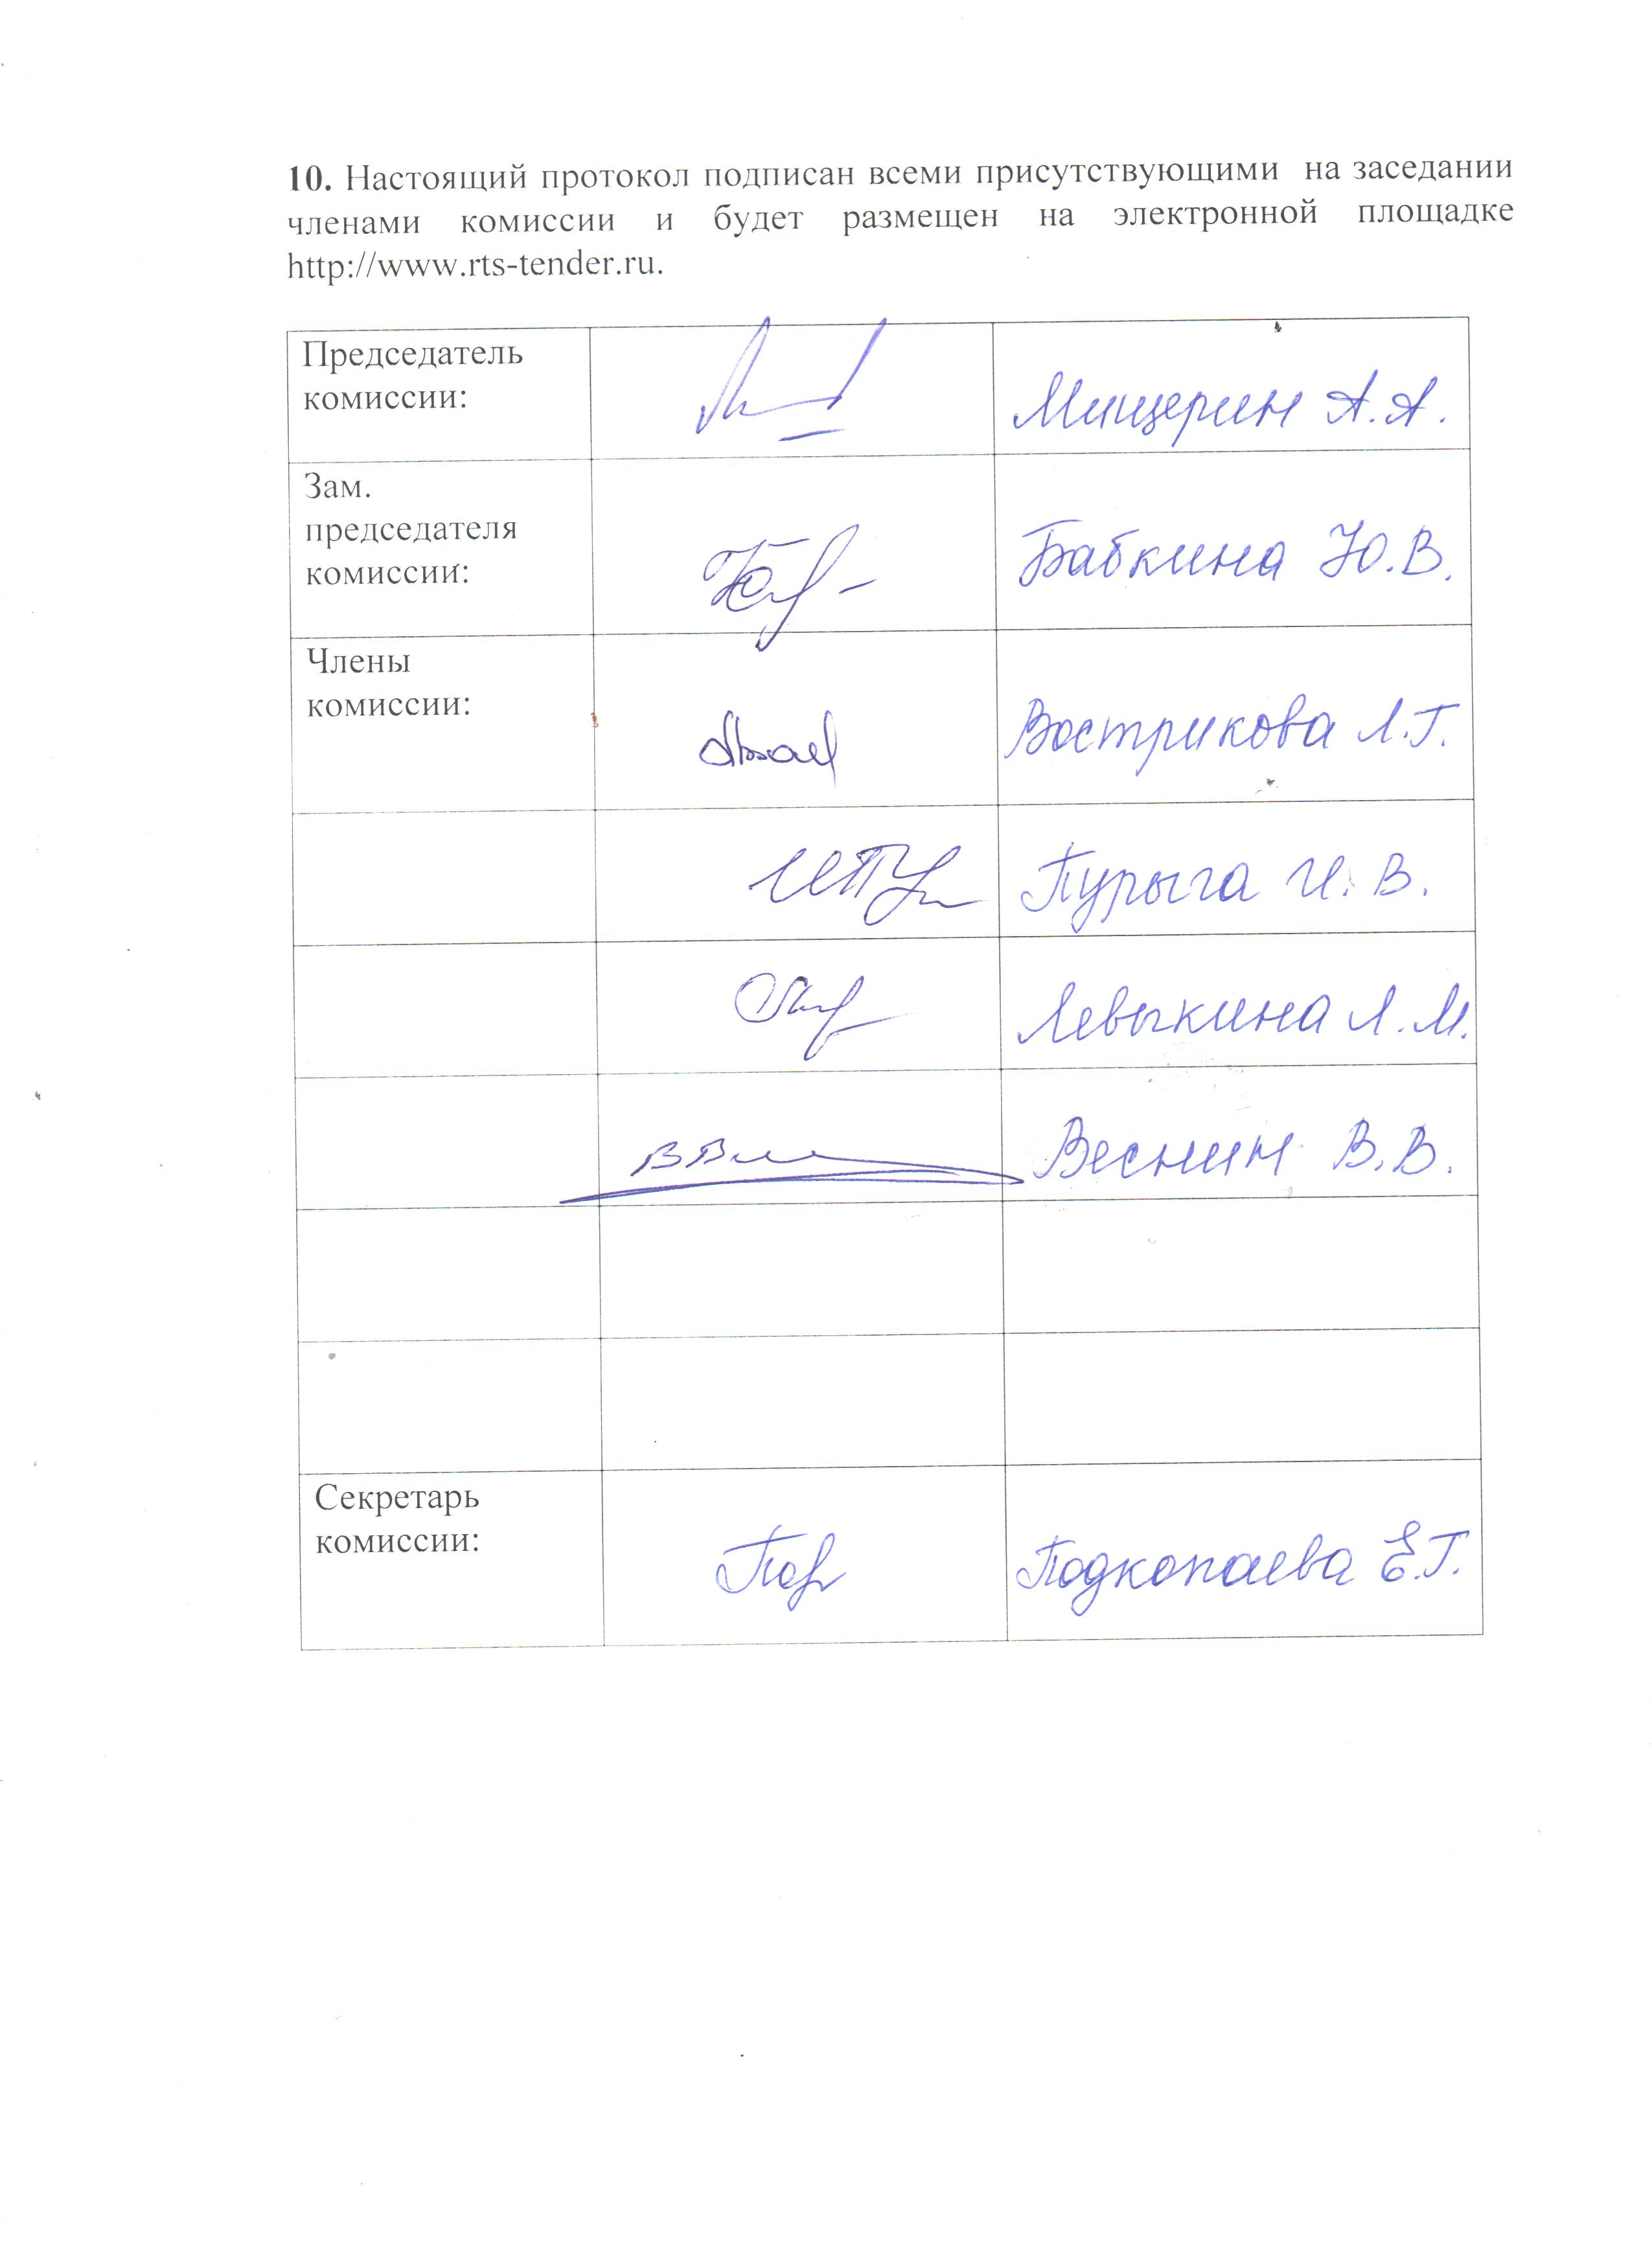 10. Настоящий протокол подписан всеми присутствующими на заседании
членами комиссии и будет размещен на электронной площадке
http://www.rts-tender.ru.
Председатель
комиссии:
Мищерин А.А.
Зам.
председателя
комиссии:
Бабкина Ю.В.
Члены
комиссии:
Вострикова Л.Г.
Пурыга И.В.
Левыкина Л.М.
Веснин В.В.
Секретарь
комиссии:
Подкопаева Е.Г.